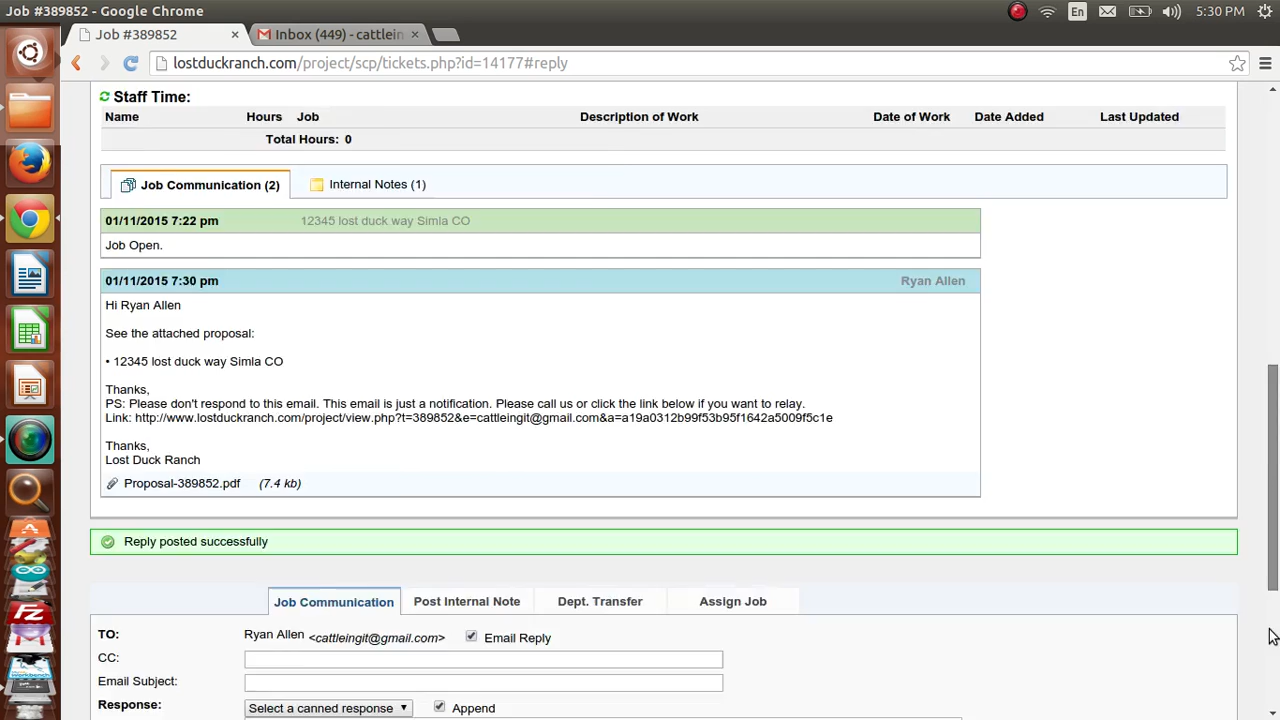 Job #389852 - Google Chrome
En
5:30 PM
Job #389852 ×
Inbox (449) - cattlein ×
lostduckranch.com/project/scp/tickets.php?id=14177#reply
Staff Time:
Name Hours Job Description of Work Date of Work Date Added Last Updated
Total Hours: 0
Job Communication (2)
Internal Notes (1)
01/11/2015 7:22 pm 12345 lost duck way Simla CO
Job Open.
01/11/2015 7:30 pm Ryan Allen
Hi Ryan Allen
See the attached proposal:
• 12345 lost duck way Simla CO
Thanks,
PS: Please don't respond to this email. This email is just a notification. Please call us or click the link below if you want to relay.
Link: http://www.lostduckranch.com/project/view.php?t=389852&e=cattleingit@gmail.com&a=a19a0312b99f53b95f1642a5009f5c1e
Thanks,
Lost Duck Ranch
Proposal-389852.pdf (7.4 kb)
Reply posted successfully
Job Communication Post Internal Note Dept. Transfer Assign Job
TO: Ryan Allen <cattleingit@gmail.com> Email Reply
CC:
Email Subject:
Response: Select a canned response Append